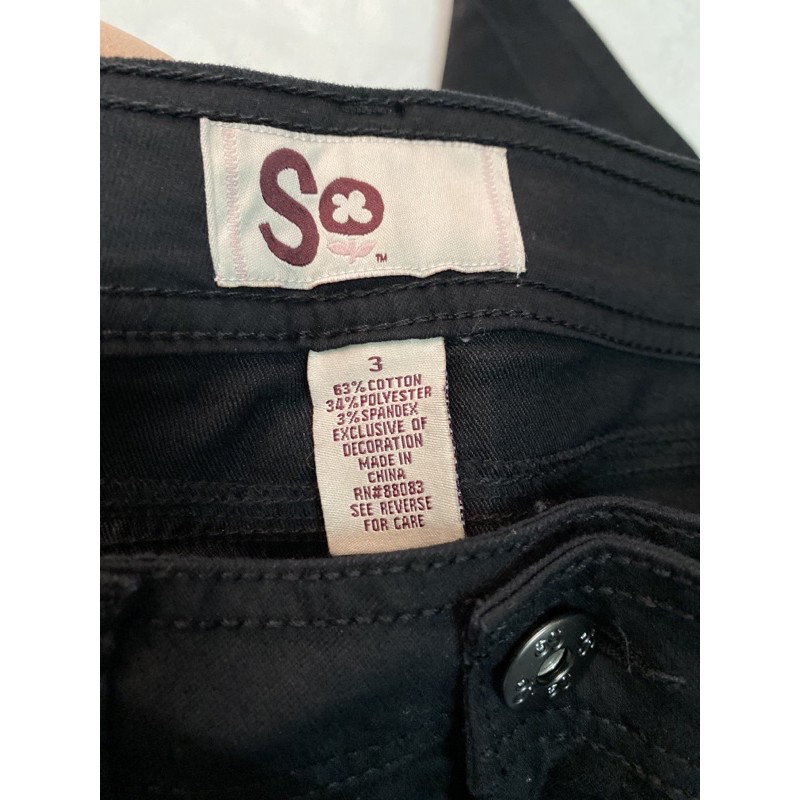 So
™
3
63% COTTON
34% POLYESTER
3% SPANDEX
EXCLUSIVE OF
DECORATION
MADE IN
CHINA
RN#88083
SEE REVERSE
FOR CARE